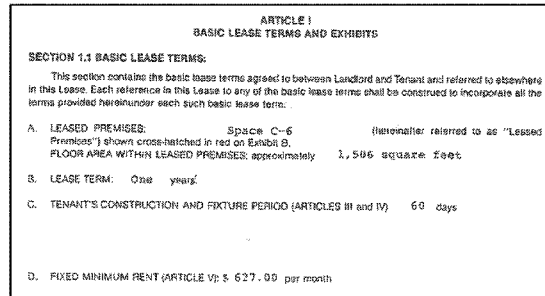 ARTICLE I
BASIC LEASE TERMS AND EXHIBITS
SECTION 1.1 BASIC LEASE TERMS:
This section contains the basic lease terms agreed to between Landlord and Tenant and referred to elsewhere
in this Lease. Each reference in this Lease to any of the basic lease terms shall be construed to incorporate all the
terms provided hereinunder each such basic lease term.
A. LEASED PREMISES: Space C-6 (hereinafter referred to as "Leased
Premises") shown cross-hatched in red on Exhibit B.
FLOOR AREA WITHIN LEASED PREMISES: approximately 1,506 square feet
B. LEASE TERM: One years.
C. TENANT'S CONSTRUCTION AND FIXTURE PERIOD (ARTICLES III and IV) 60 days
D. FIXED MINIMUM RENT (ARTICLE V): $ 627.00 per month